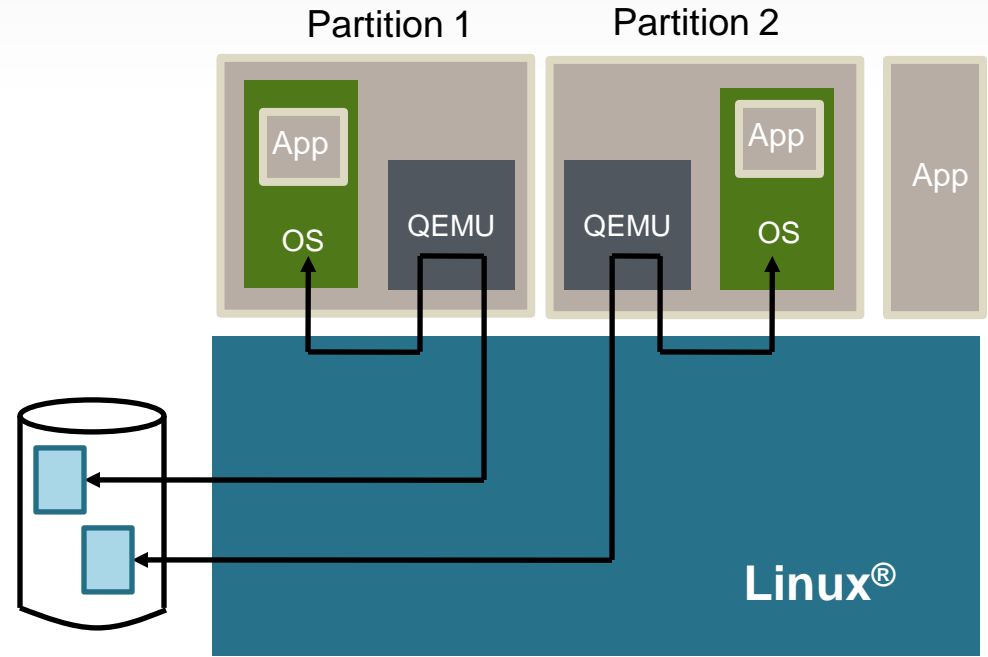 Partition 1
Partition 2
App
App
App
QEMU
QEMU
OS
OS
Linux®